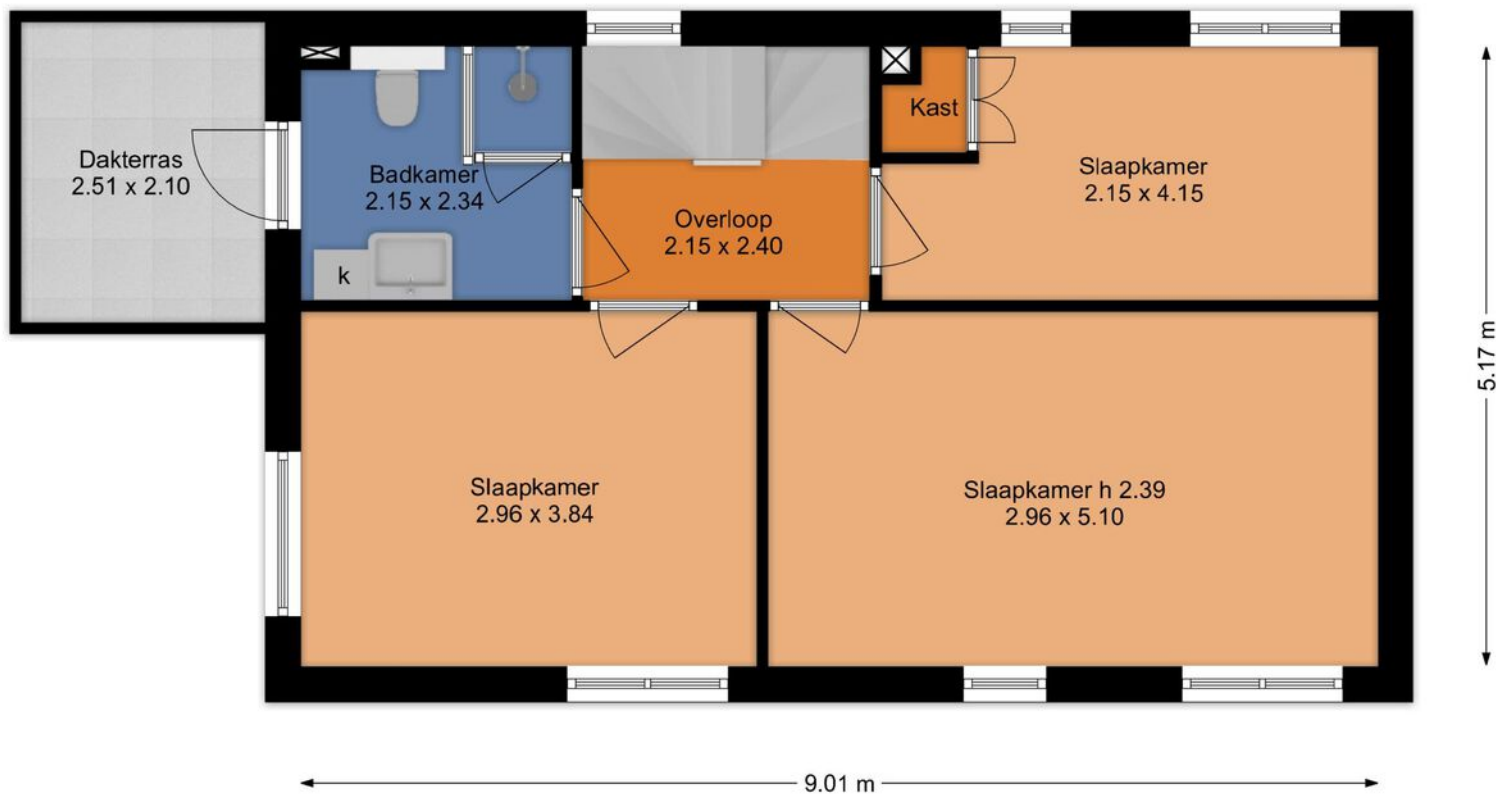 Dakterras
2.51 x 2.10
Badkamer
2.15 x 2.34
k
Overloop
2.15 x 2.40
Kast
Slaapkamer
2.15 x 4.15
Slaapkamer
2.96 x 3.84
Slaapkamer h 2.39
2.96 x 5.10
5.17 m
9.01 m